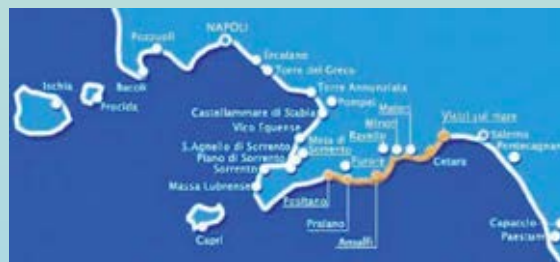 NAPOLI
Pozzuoli
Ercolano
Torre del Greco
Ischia
Bacoli
Procida
Torre Annunziata
Pompei
Castellammare di Stabia
Vico Equense
Maiori
Minori
Vietri sul mare
S.Agnello di Sorrento
Meta di
Sorrento
Ravello
Salerno
Piano di Sorrento
Pontecagnano
Sorrento
Furore
Cetara
Massa Lubrense
Positano
Praiano
Amalfi
Capri
Capaccio
Paestum